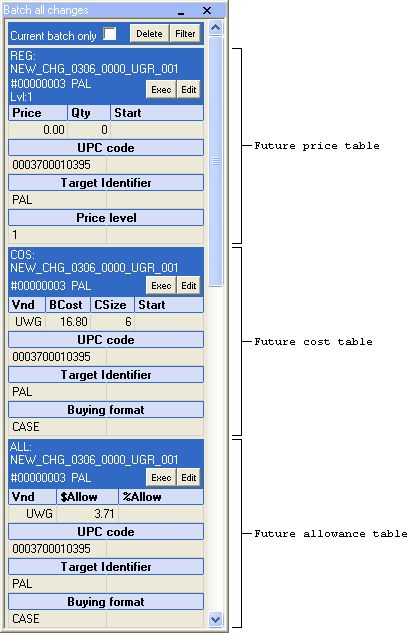 Batch all changes
Current batch only Delete Filter
REG:
NEW_CHG_0306_0000_UGR_001
#00000003 PAL
Lvl:1 Exec Edit
Price Qty Start
0.00 0
UPC code
0003700010395
Target Identifier
PAL
Price level
1
Future price table
COS:
NEW_CHG_0306_0000_UGR_001
#00000003 PAL Exec Edit
Vnd BCost CSize Start
UWG 16.80 6
UPC code
0003700010395
Target Identifier
PAL
Buying format
CASE
Future cost table
ALL:
NEW_CHG_0306_0000_UGR_001
#00000003 PAL Exec Edit
Vnd $Allow %Allow
UWG 3.71
UPC code
0003700010395
Target Identifier
PAL
Buying format
CASE
Future allowance table